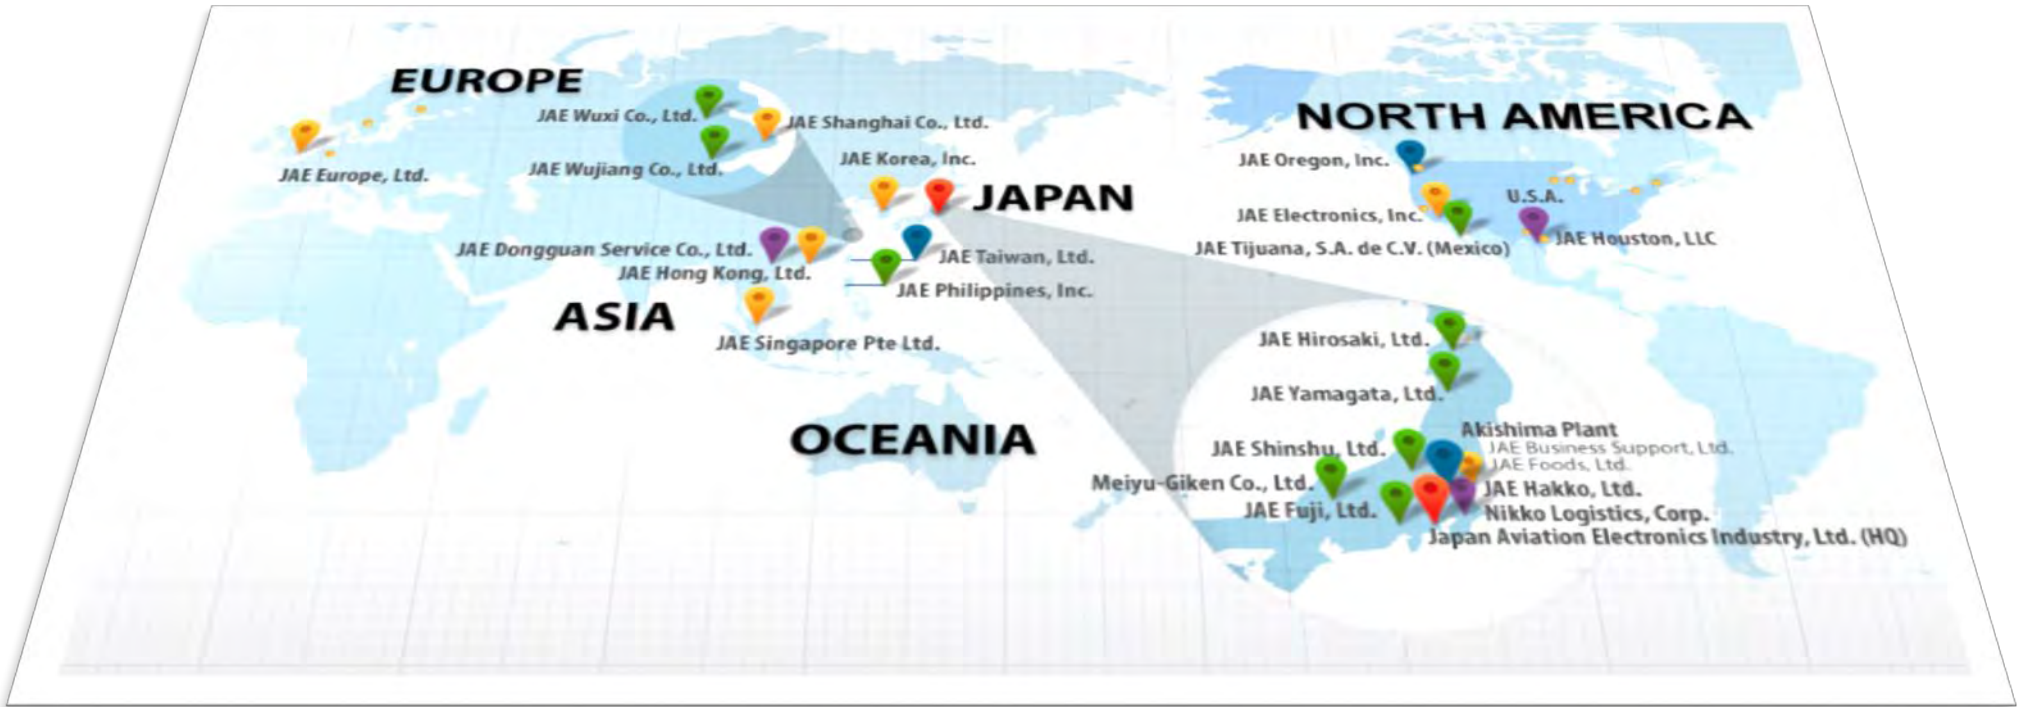 EUROPE
JAE Wuxi Co., Ltd.
JAE Shanghai Co., Ltd.
JAE Europe, Ltd.
JAE Wujiang Co., Ltd.
JAE Korea, Inc.
JAPAN
JAE Dongguan Service Co., Ltd.
JAE Hong Kong, Ltd.
JAE Taiwan, Ltd.
JAE Philippines, Inc.
ASIA
JAE Singapore Pte Ltd.
OCEANIA
NORTH AMERICA
JAE Oregon, Inc.
U.S.A.
JAE Electronics, Inc.
JAE Houston, LLC
JAE Tijuana, S.A. de C.V. (Mexico)
JAE Hirosaki, Ltd.
JAE Yamagata, Ltd.
Akishima Plant
JAE Shinshu, Ltd.
JAE Business Support, Ltd.
JAE Foods, Ltd.
Meiyu-Giken Co., Ltd.
JAE Hakko, Ltd.
JAE Fuji, Ltd.
Nikko Logistics, Corp.
Japan Aviation Electronics Industry, Ltd. (HQ)